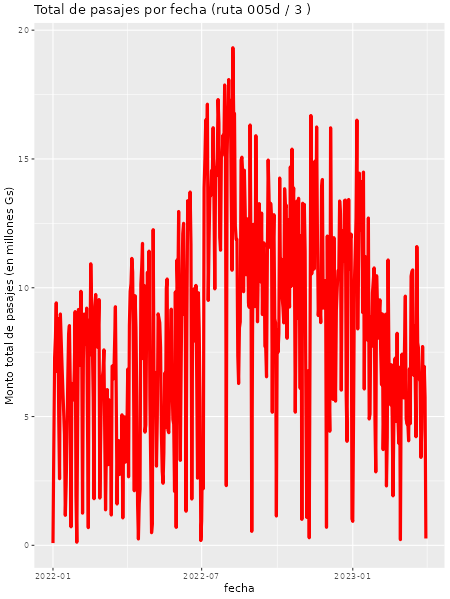 Total de pasajes por fecha (ruta 005d / 3 )
Monto total de pasajes (en millones Gs)
20
15
10
5
0
2022-01
2022-07
2023-01
fecha